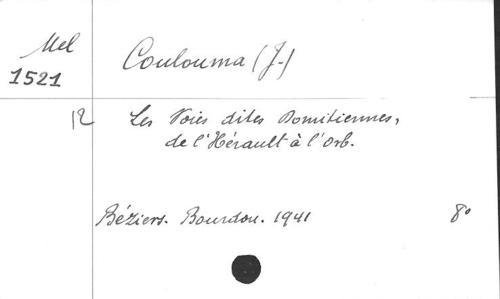 Mel
1521
Coulouma (J.)
12
Les Voies dites Domitiennes,
de l'Hérault à l'Orb.
Béziers. Bourdou. 1941
8°